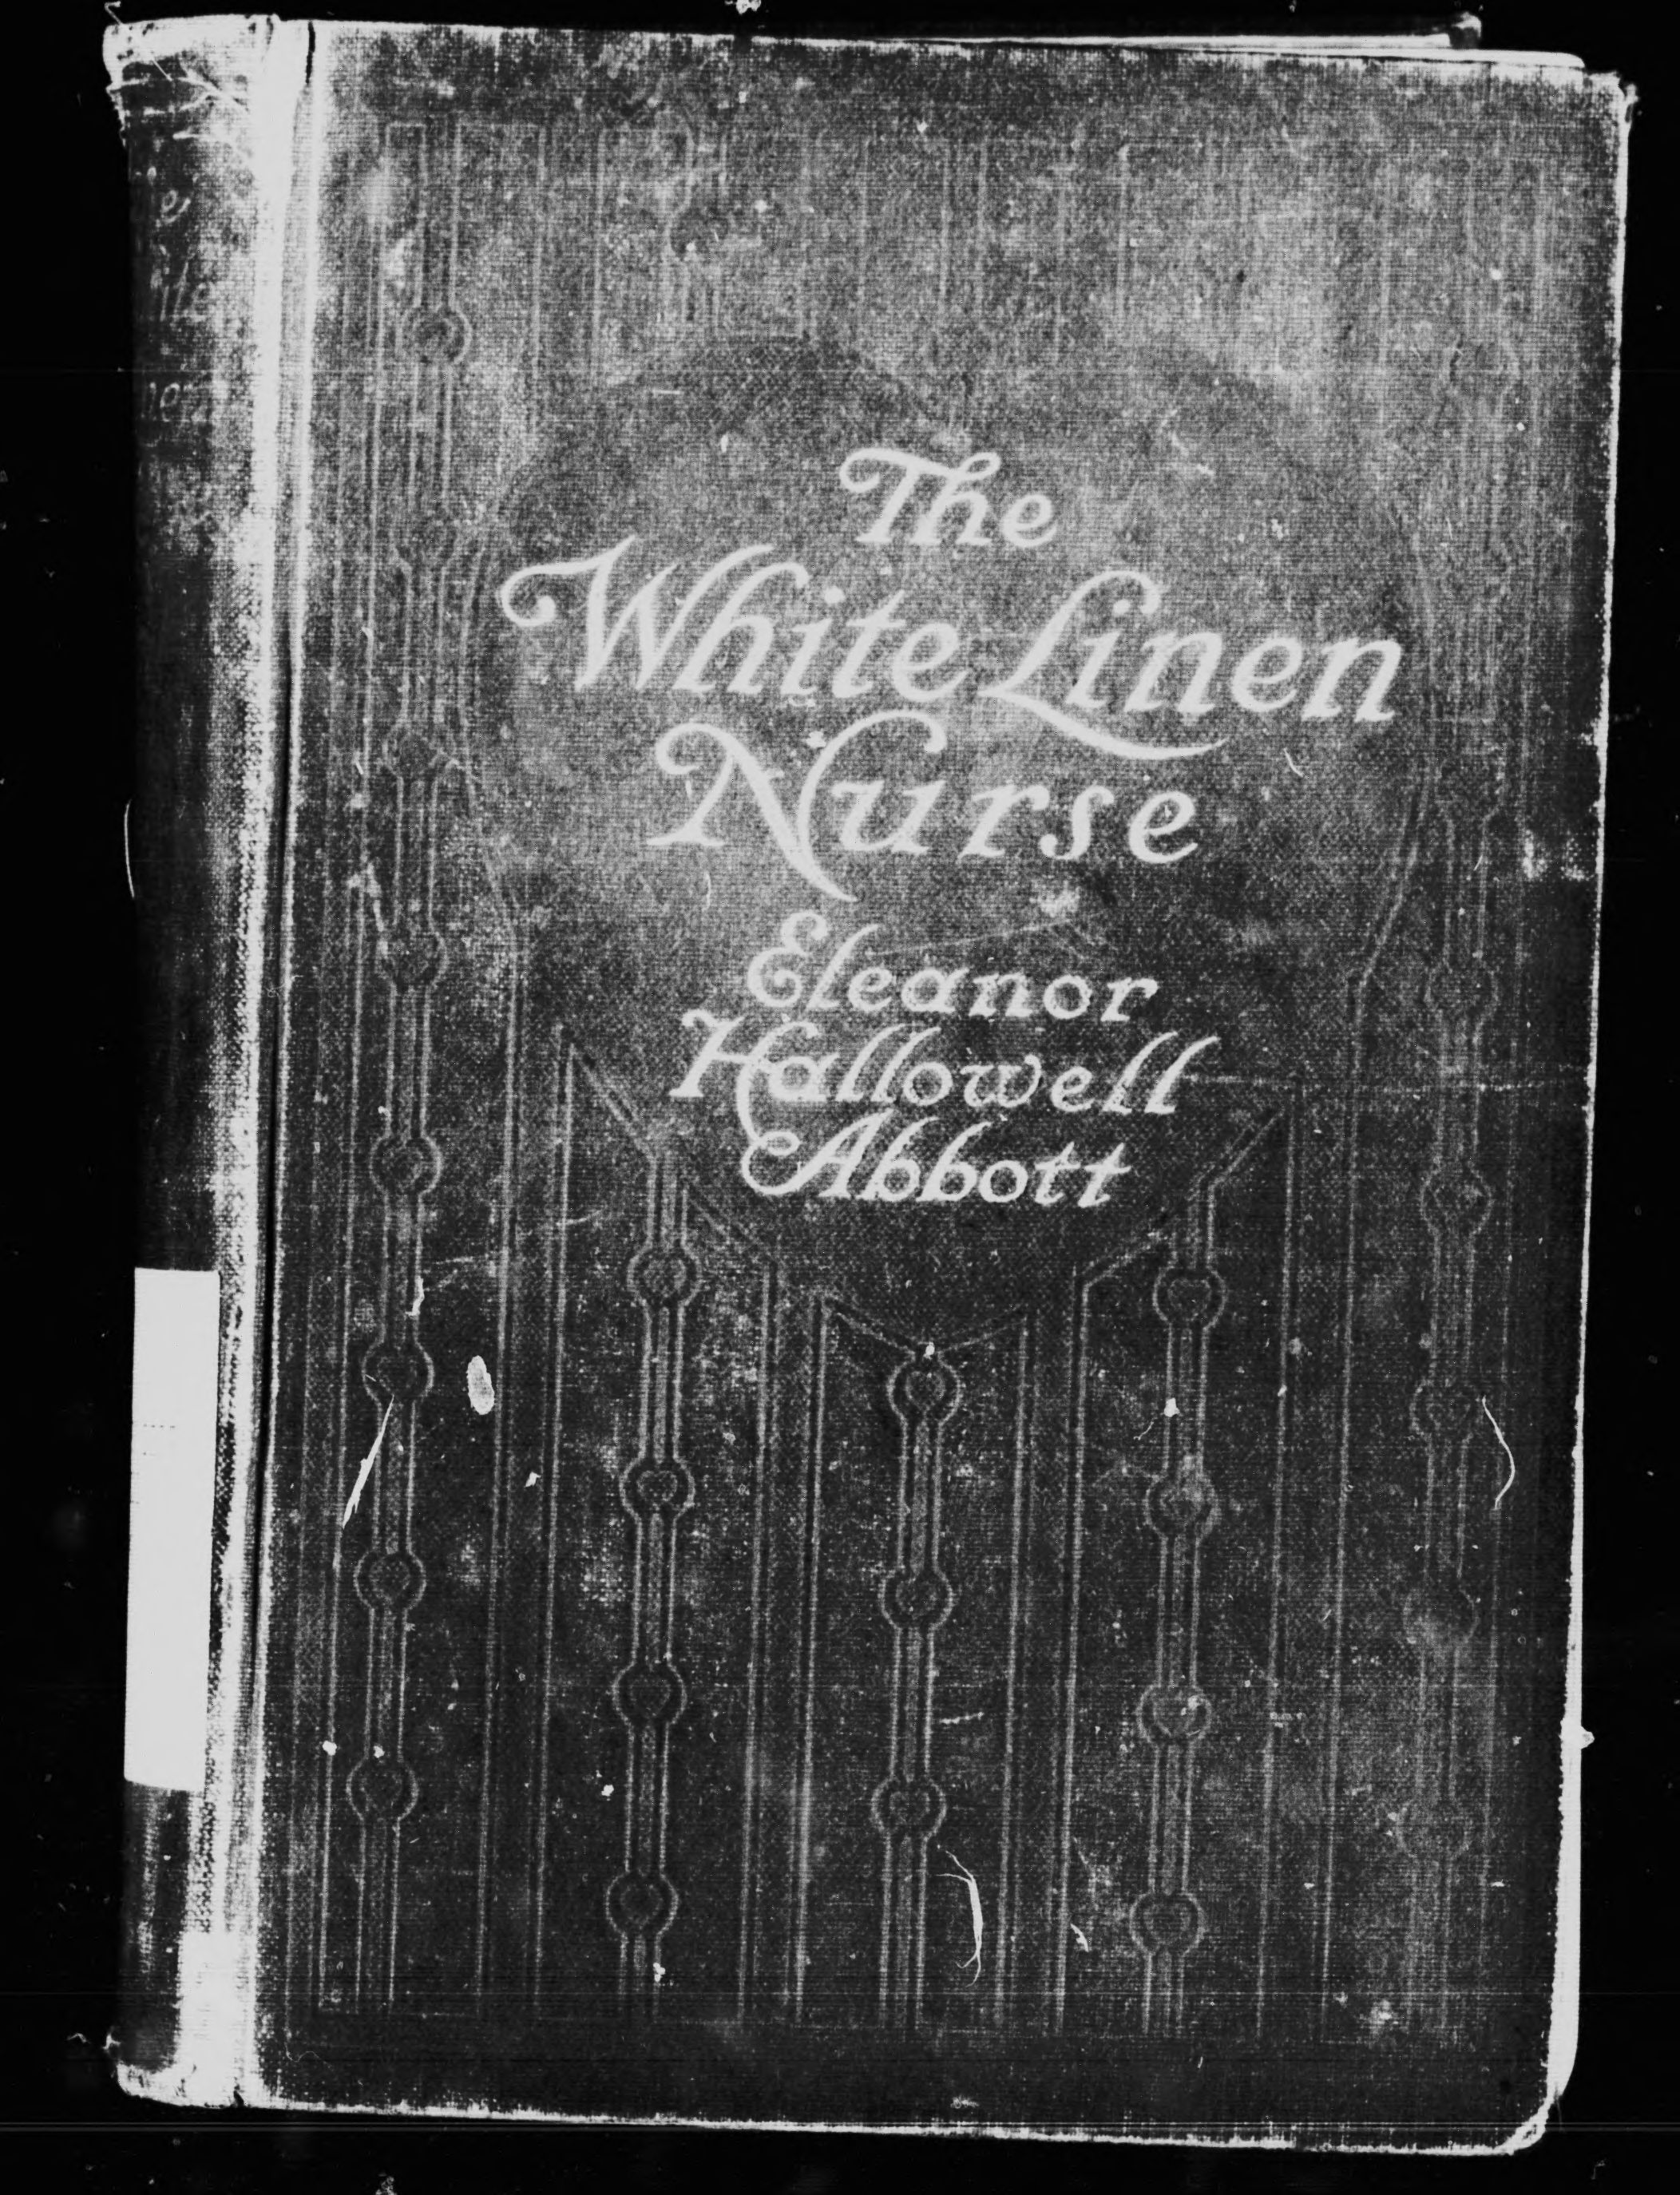 The
White Linen
Nurse
Eleanor
Hallowell
Abbott